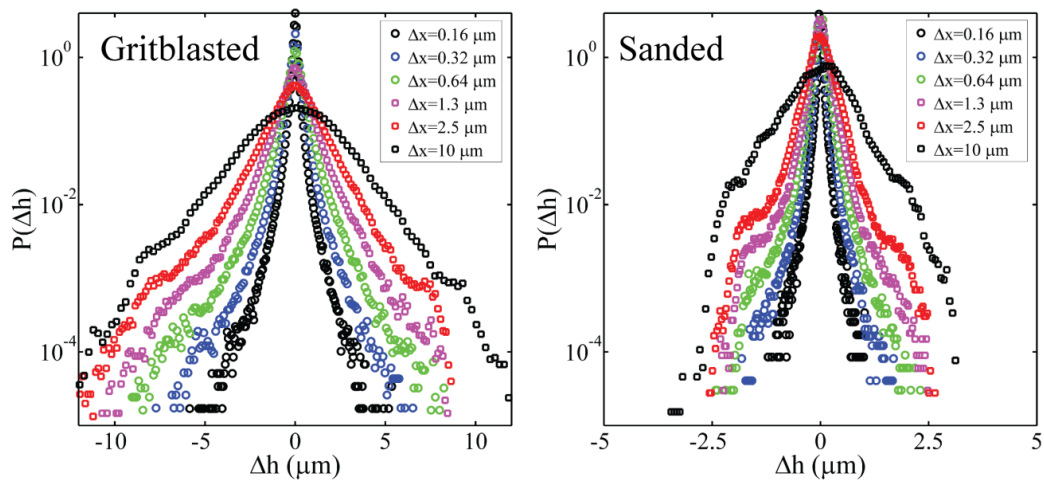 Gritblasted
Δx=0.16 μm
Δx=0.32 μm
Δx=0.64 μm
Δx=1.3 μm
Δx=2.5 μm
Δx=10 μm
P(Δh)
10^0
10^-2
10^-4
-10 -5 0 5 10
Δh (μm)
Sanded
Δx=0.16 μm
Δx=0.32 μm
Δx=0.64 μm
Δx=1.3 μm
Δx=2.5 μm
Δx=10 μm
P(Δh)
10^0
10^-2
10^-4
-5 -2.5 0 2.5 5
Δh (μm)